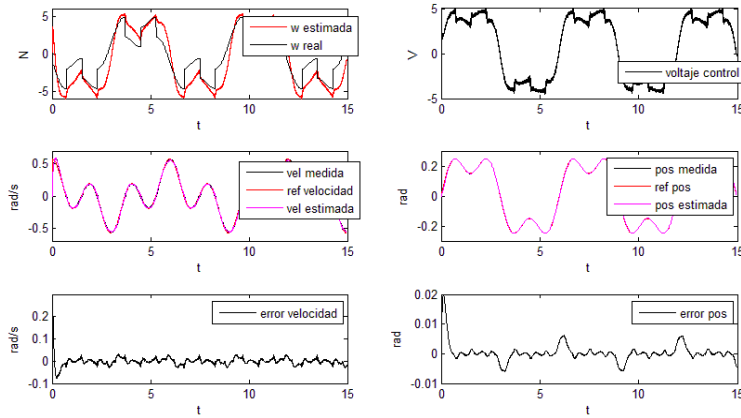 5
0
-5
N
0
5
10
15
t
w estimada
w real
5
0
-5
V
0
5
10
15
t
voltaje control
0.5
0
-0.5
rad/s
0
5
10
15
t
vel medida
ref velocidad
vel estimada
0.2
0
-0.2
rad
0
5
10
15
t
pos medida
ref pos
pos estimada
0.2
0.1
0
-0.1
rad/s
0
5
10
15
t
error velocidad
0.02
0.01
0
-0.01
rad
0
5
10
15
t
error pos